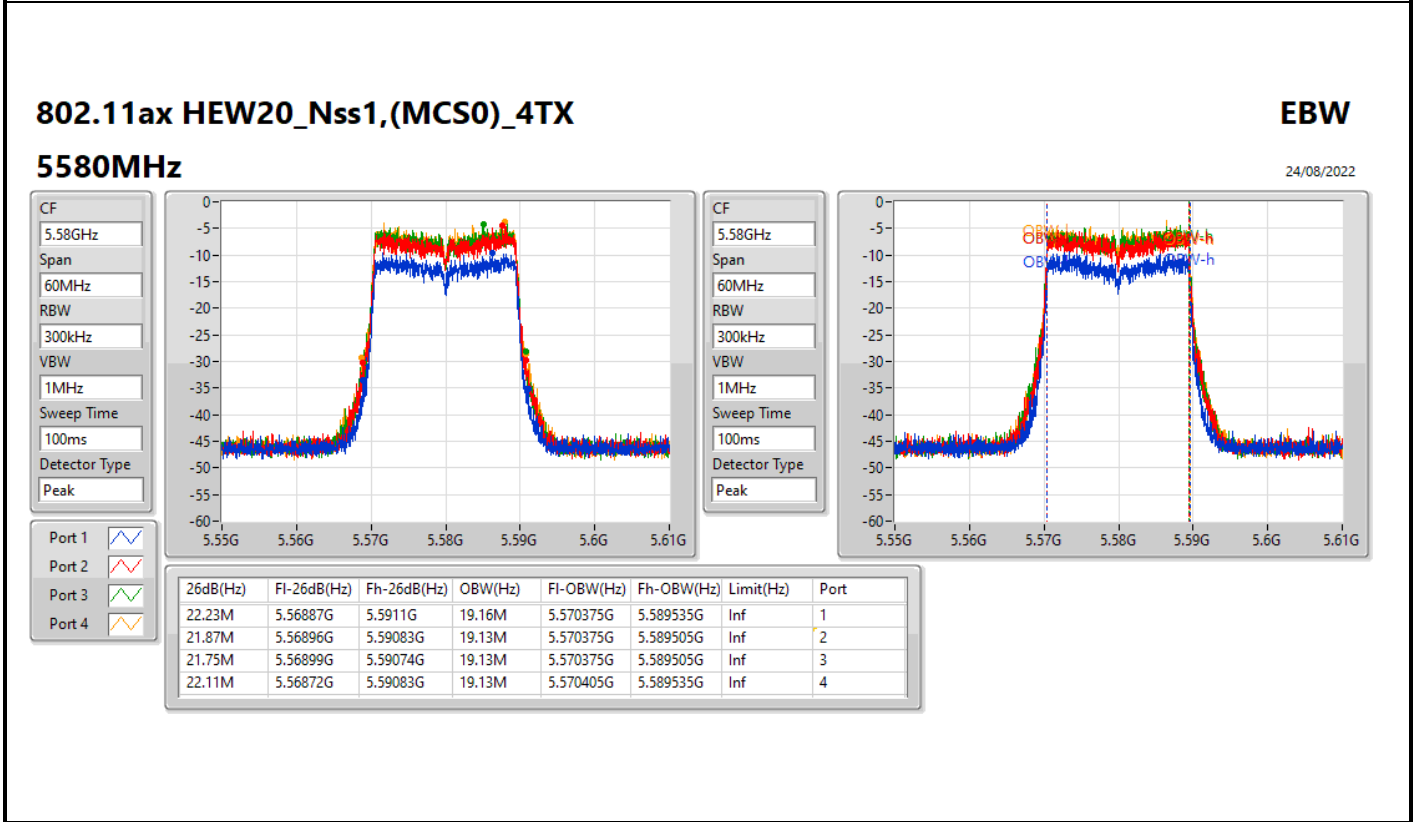 802.11ax HEW20_Nss1,(MCS0)_4TX
EBW
5580MHz
24/08/2022
CF
5.58GHz
Span
60MHz
RBW
300kHz
VBW
1MHz
Sweep Time
100ms
Detector Type
Peak
0
-5
-10
-15
-20
-25
-30
-35
-40
-45
-50
-55
-60
5.55G 5.56G 5.57G 5.58G 5.59G 5.6G 5.61G
CF
5.58GHz
Span
60MHz
RBW
300kHz
VBW
1MHz
Sweep Time
100ms
Detector Type
Peak
0
-5
-10
-15
-20
-25
-30
-35
-40
-45
-50
-55
-60
5.55G 5.56G 5.57G 5.58G 5.59G 5.6G 5.61G
Port 1
Port 2
Port 3
Port 4
26dB(Hz) Fl-26dB(Hz) Fh-26dB(Hz) OBW(Hz) Fl-OBW(Hz) Fh-OBW(Hz) Limit(Hz) Port
22.23M 5.56887G 5.5911G 19.16M 5.570375G 5.589535G Inf 1
21.87M 5.56896G 5.59083G 19.13M 5.570375G 5.589505G Inf 2
21.75M 5.56899G 5.59074G 19.13M 5.570375G 5.589505G Inf 3
22.11M 5.56872G 5.59083G 19.13M 5.570405G 5.589535G Inf 4